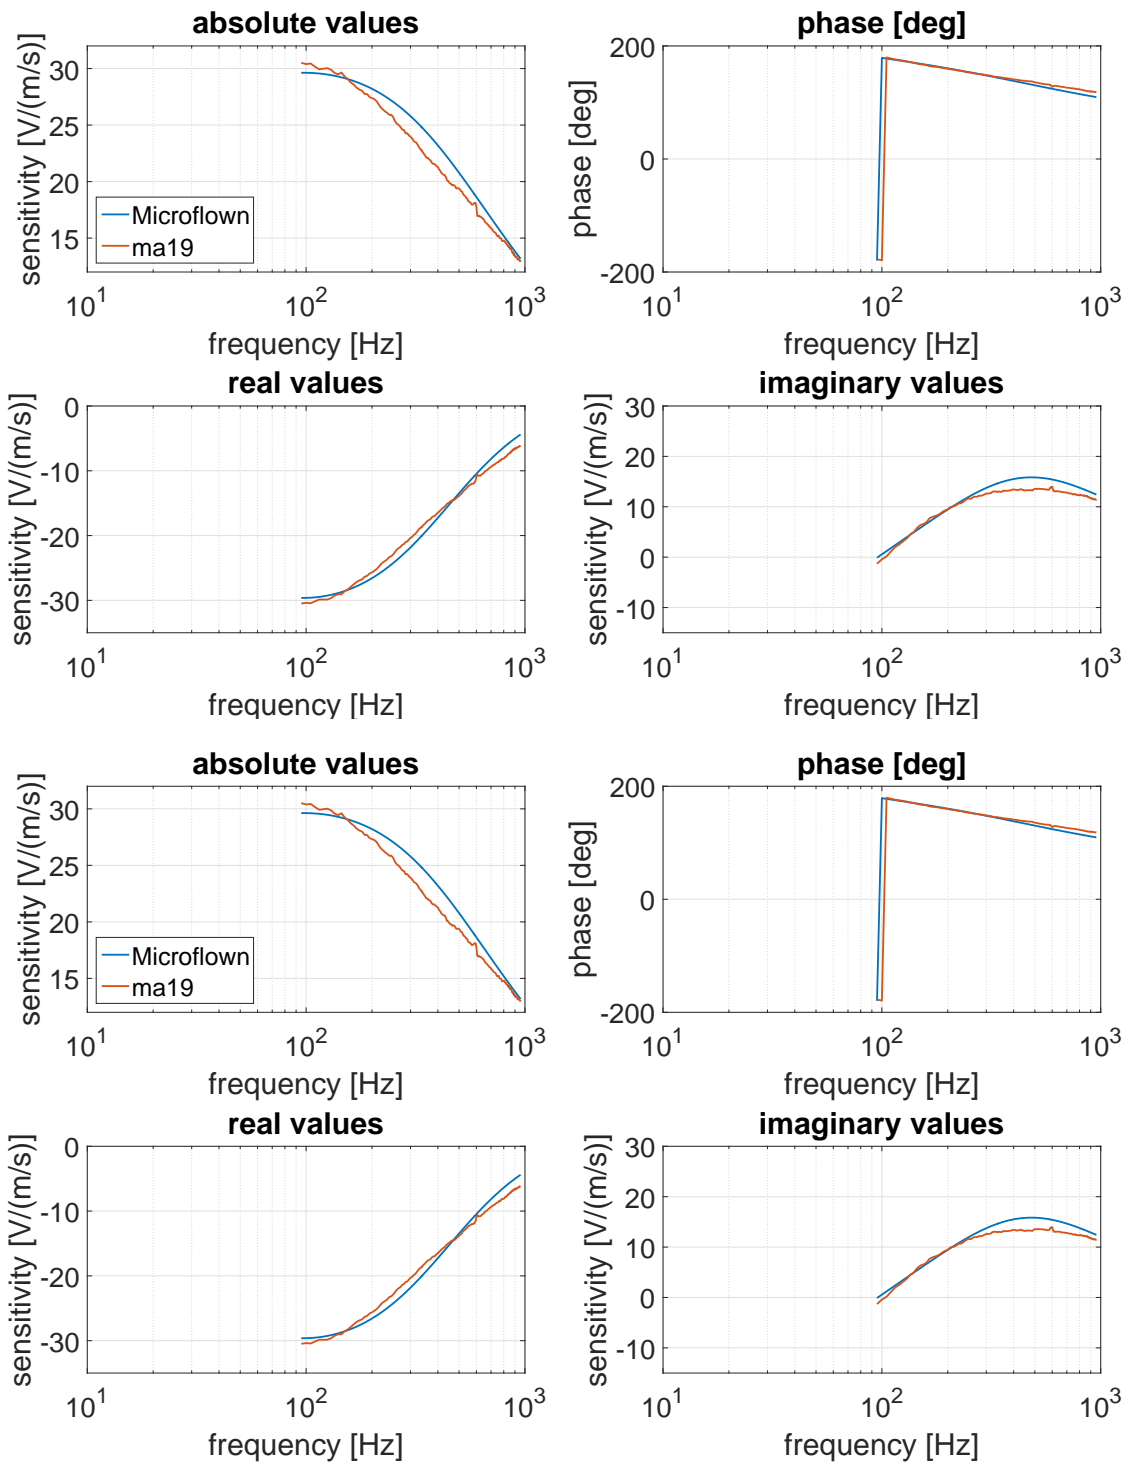 absolute values
sensitivity [V/(m/s)]
30
25
20
15
Microflown
ma19
10^1
10^2
10^3
frequency [Hz]
phase [deg]
phase [deg]
200
0
-200
10^1
10^2
10^3
frequency [Hz]
real values
sensitivity [V/(m/s)]
0
-10
-20
-30
10^1
10^2
10^3
frequency [Hz]
imaginary values
sensitivity [V/(m/s)]
30
20
10
0
-10
10^1
10^2
10^3
frequency [Hz]
absolute values
sensitivity [V/(m/s)]
30
25
20
15
Microflown
ma19
10^1
10^2
10^3
frequency [Hz]
phase [deg]
phase [deg]
200
0
-200
10^1
10^2
10^3
frequency [Hz]
real values
sensitivity [V/(m/s)]
0
-10
-20
-30
10^1
10^2
10^3
frequency [Hz]
imaginary values
sensitivity [V/(m/s)]
30
20
10
0
-10
10^1
10^2
10^3
frequency [Hz]